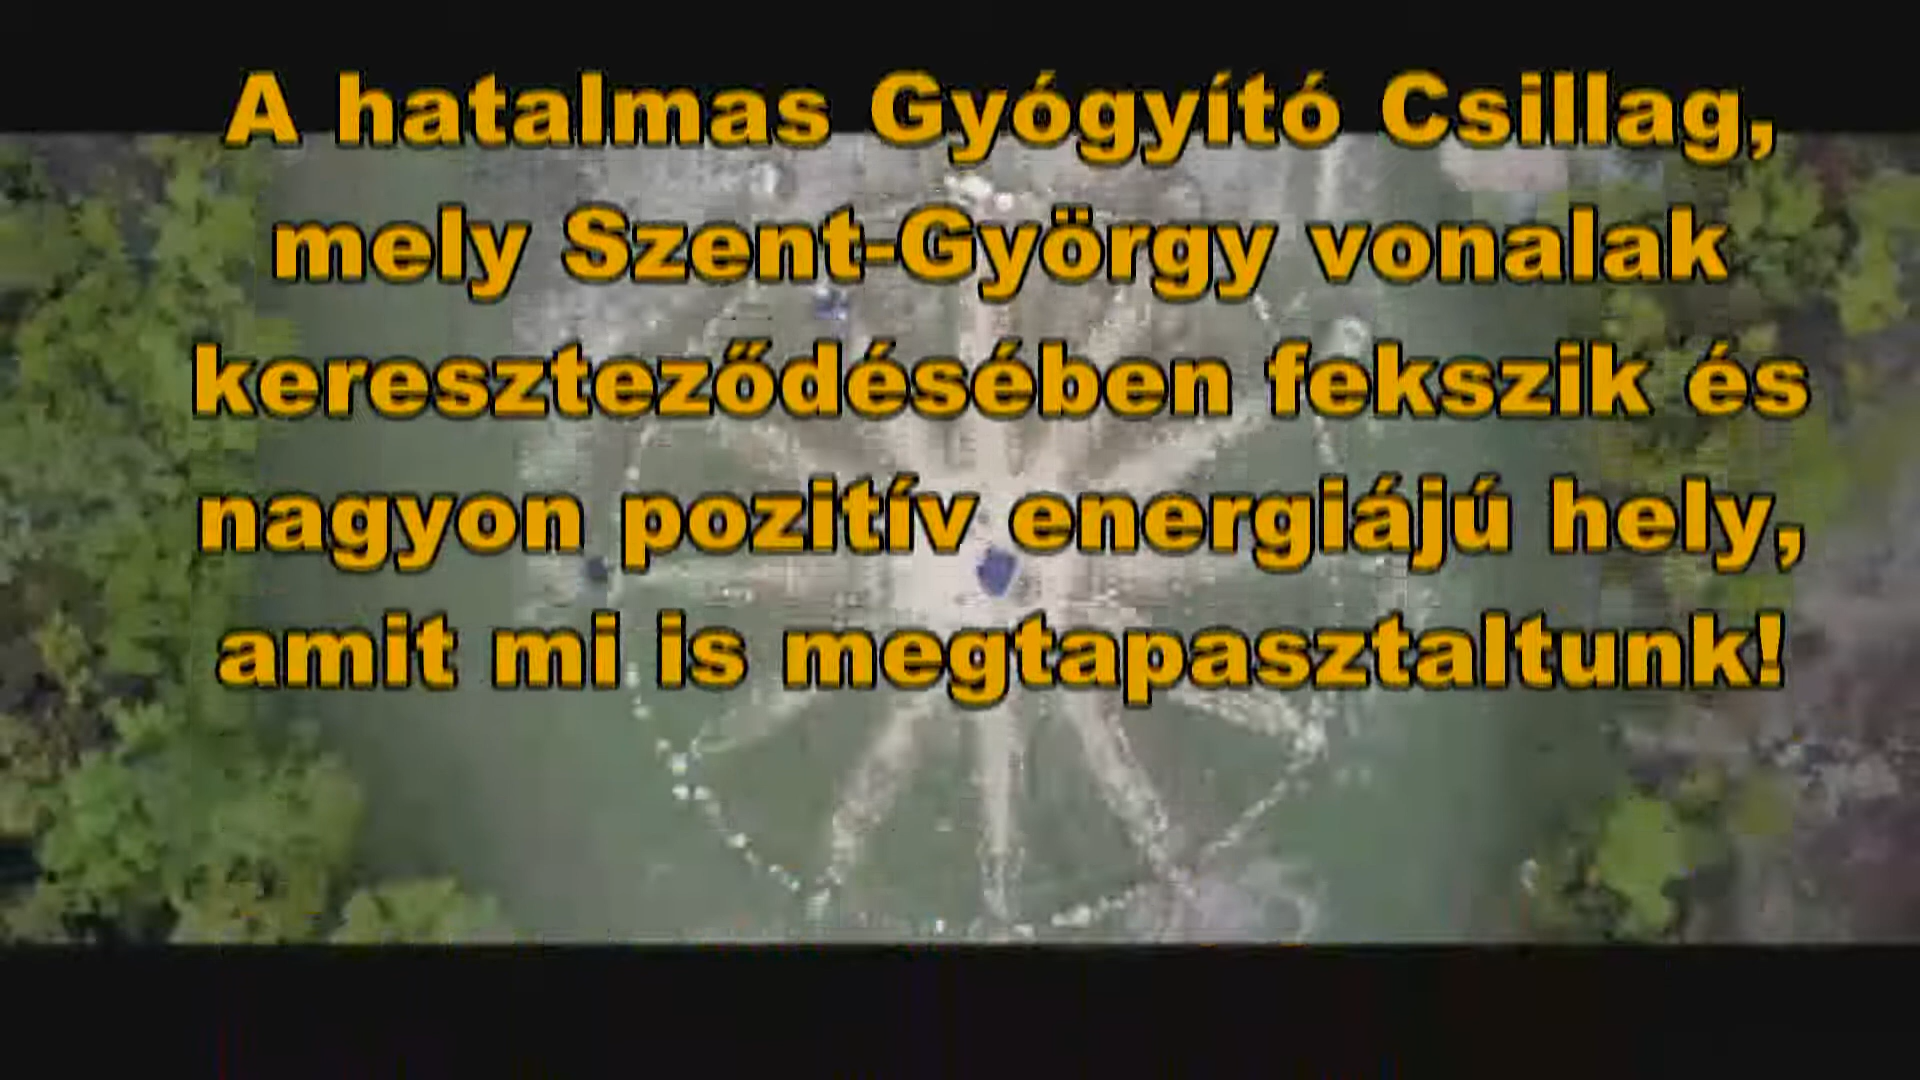 A hatalmas Gyógyító Csillag,
mely Szent-György vonalak
kereszteződésében fekszik és
nagyon pozitív energiájú hely,
amit mi is megtapasztaltunk!